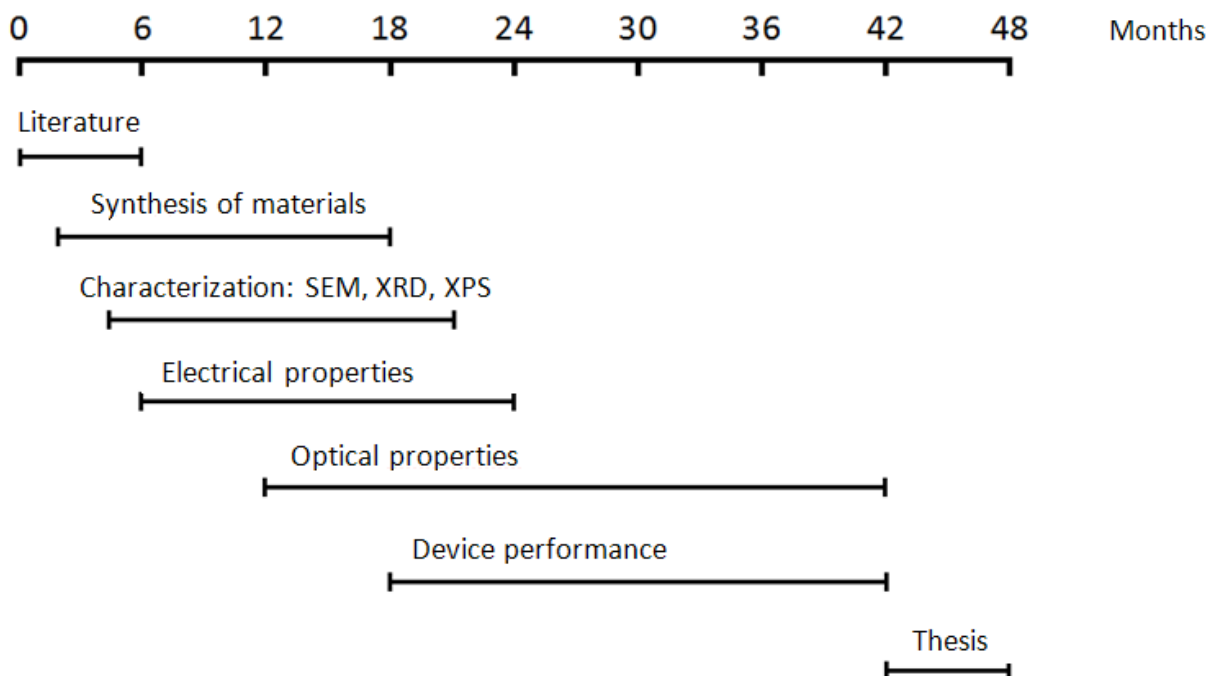 0 6 12 18 24 30 36 42 48 Months
Literature
Synthesis of materials
Characterization: SEM, XRD, XPS
Electrical properties
Optical properties
Device performance
Thesis